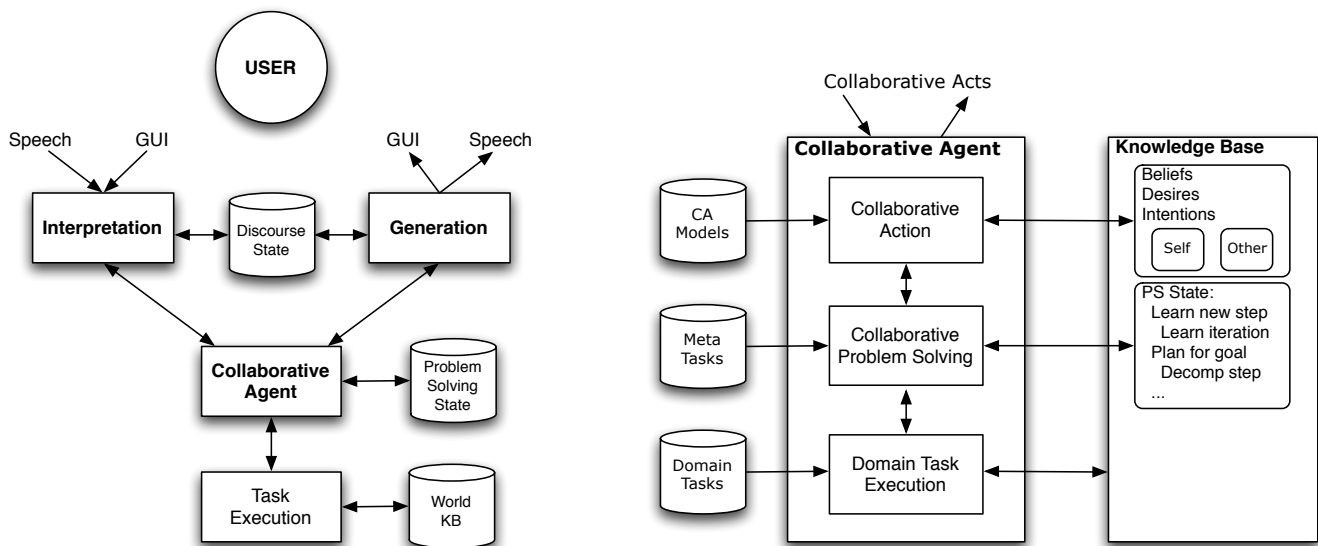 USER
Speech
GUI
GUI
Speech
Interpretation
Discourse
State
Generation
Collaborative
Agent
Problem
Solving
State
Task
Execution
World
KB
Collaborative Acts
Collaborative Agent
CA
Models
Collaborative
Action
Meta
Tasks
Collaborative
Problem Solving
Domain
Tasks
Domain Task
Execution
Knowledge Base
Beliefs
Desires
Intentions
Self
Other
PS State:
Learn new step
Learn iteration
Plan for goal
Decomp step
...